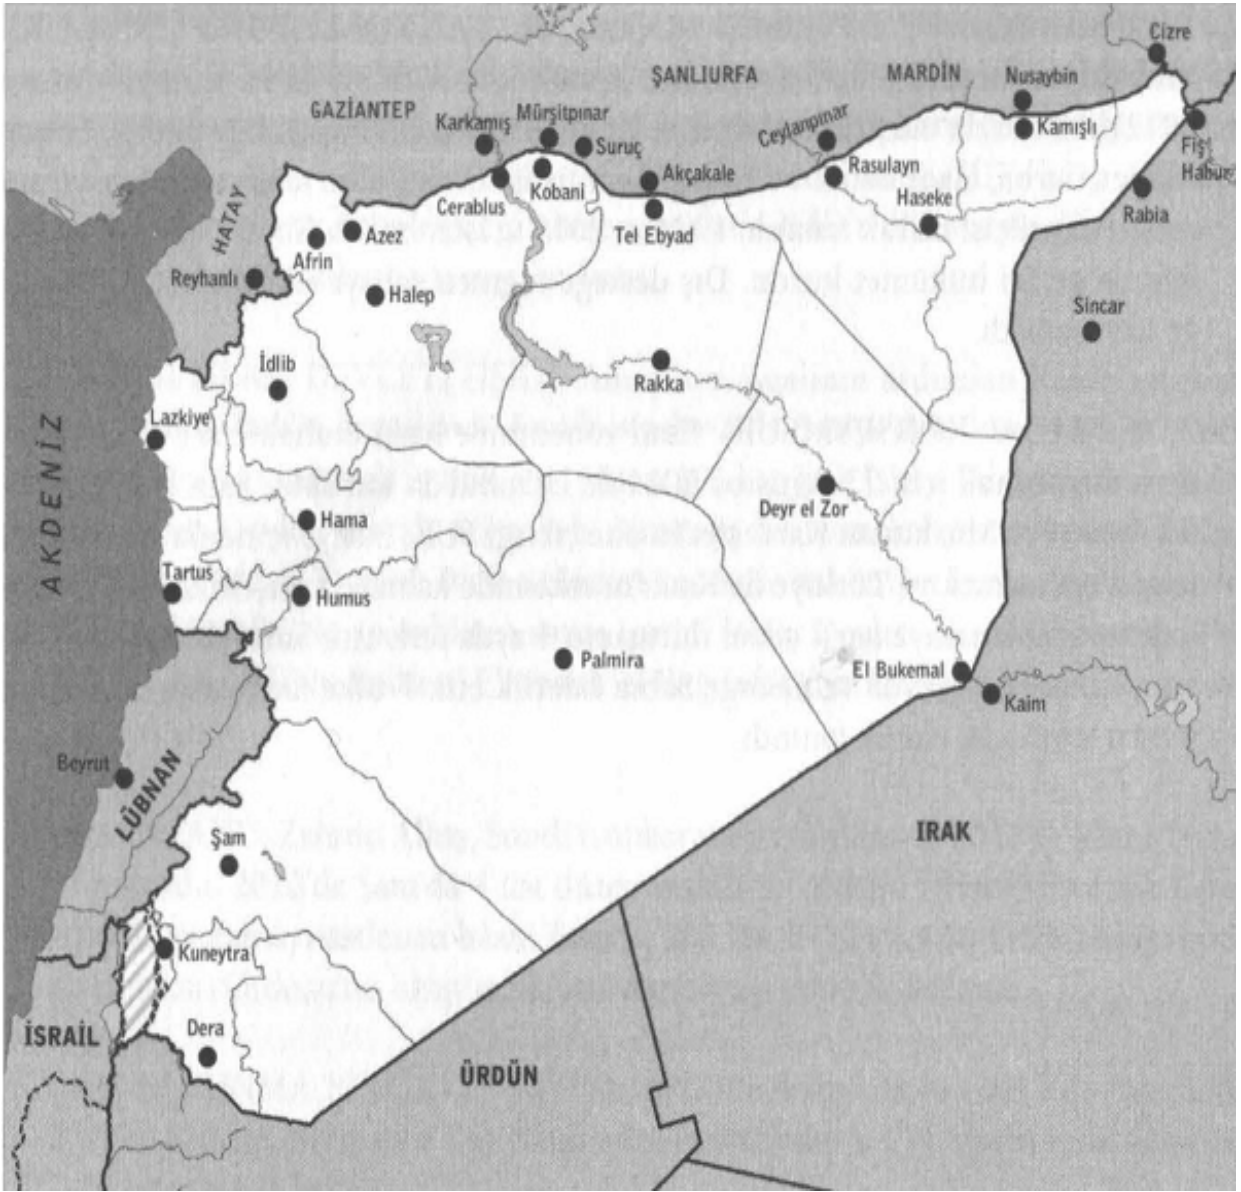 Cizre
ŞANLIURFA
MARDİN
Nusaybin
GAZİANTEP
Karkamış
Mürşitpınar
Ceylanpınar
Kamışlı
Suruç
Fiş
Habur
Kobani
Akçakale
Rasulayn
Rabia
Cerablus
Haseke
HATAY
Azez
Tel Ebyad
Afrin
Reyhanlı
Halep
Sincar
İdlib
Rakka
Lazkiye
AKDENİZ
Deyr el Zor
Hama
Tartus
Humus
Palmira
El Bukemal
Kaim
Beyrut
LÜBNAN
Şam
IRAK
Kuneytra
İSRAİL
Dera
ÜRDÜN